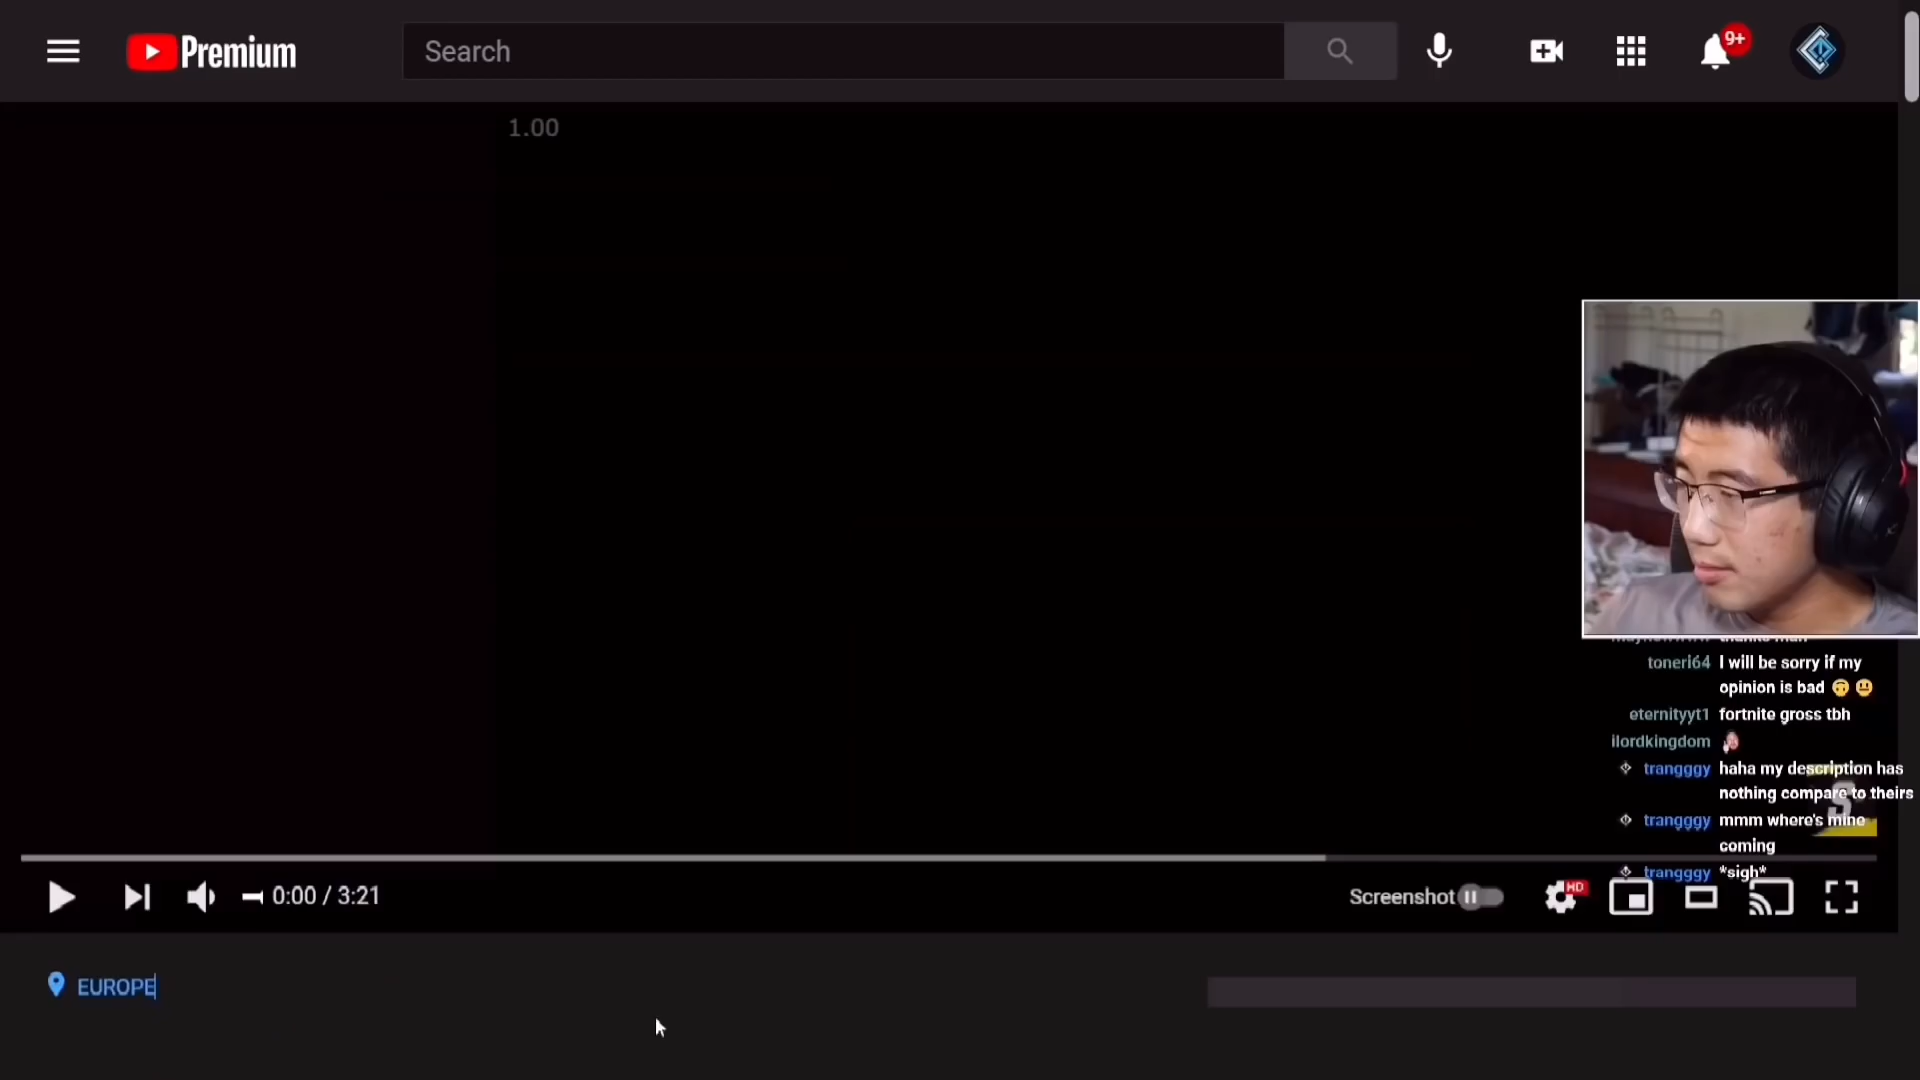 Premium
Search
9+
1.00
toneri64 I will be sorry if my
opinion is bad 🙃 😃
eternityyt1 fortnite gross tbh
ilordkingdom
trangggy haha my description has
nothing compare to theirs
trangggy mmm where's mine
coming
trangggy *sigh*
S
0:00 / 3:21
Screenshot
HD
EUROPE